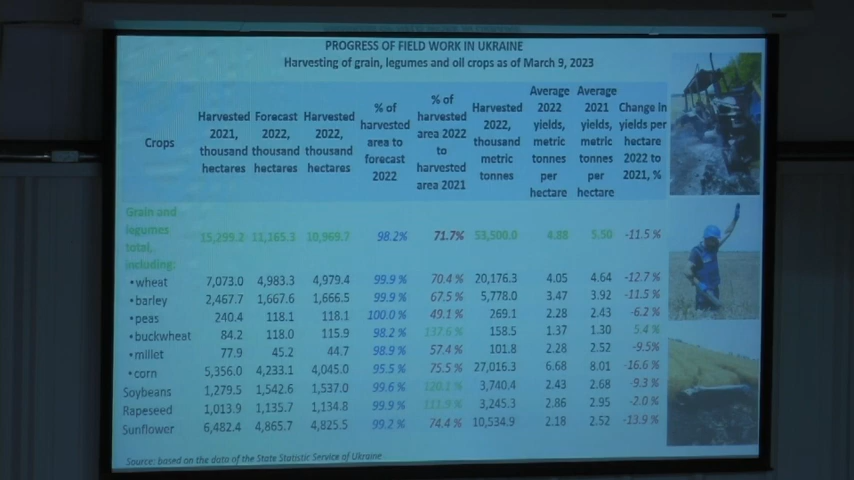 PROGRESS OF FIELD WORK IN UKRAINE
Harvesting of grain, legumes and oil crops as of March 9, 2023
Crops
Harvested 2021, thousand hectares
Forecast 2022, thousand hectares
Harvested 2022, thousand hectares
% of harvested area to forecast 2022
% of harvested area 2022 to harvested area 2021
Harvested 2022, thousand metric tonnes
Average 2022 yields, metric tonnes per hectare
Average 2021 yields, metric tonnes per hectare
Change in yields per hectare 2022 to 2021, %
Grain and legumes total, including: 15,299.2 11,165.3 10,969.7 98.2% 71.7% 53,500.0 4.88 5.50 -11.5 %
•wheat 7,073.0 4,983.3 4,979.4 99.9 % 70.4 % 20,176.3 4.05 4.64 -12.7 %
•barley 2,467.7 1,667.6 1,666.5 99.9 % 67.5 % 5,778.0 3.47 3.92 -11.5 %
•peas 240.4 118.1 118.1 100.0 % 49.1 % 269.1 2.28 2.43 -6.2 %
•buckwheat 84.2 118.0 115.9 98.2 % 137.6 % 158.5 1.37 1.30 5.4 %
•millet 77.9 45.2 44.7 98.9 % 57.4 % 101.8 2.28 2.52 -9.5%
•corn 5,356.0 4,233.1 4,045.0 95.5 % 75.5 % 27,016.3 6.68 8.01 -16.6 %
Soybeans 1,279.5 1,542.6 1,537.0 99.6 % 120.1 % 3,740.4 2.43 2.68 -9.3 %
Rapeseed 1,013.9 1,135.7 1,134.8 99.9 % 111.9 % 3,245.3 2.86 2.95 -2.0 %
Sunflower 6,482.4 4,865.7 4,825.5 99.2 % 74.4 % 10,534.9 2.18 2.52 -13.9 %
Source: based on the data of the State Statistic Service of Ukraine